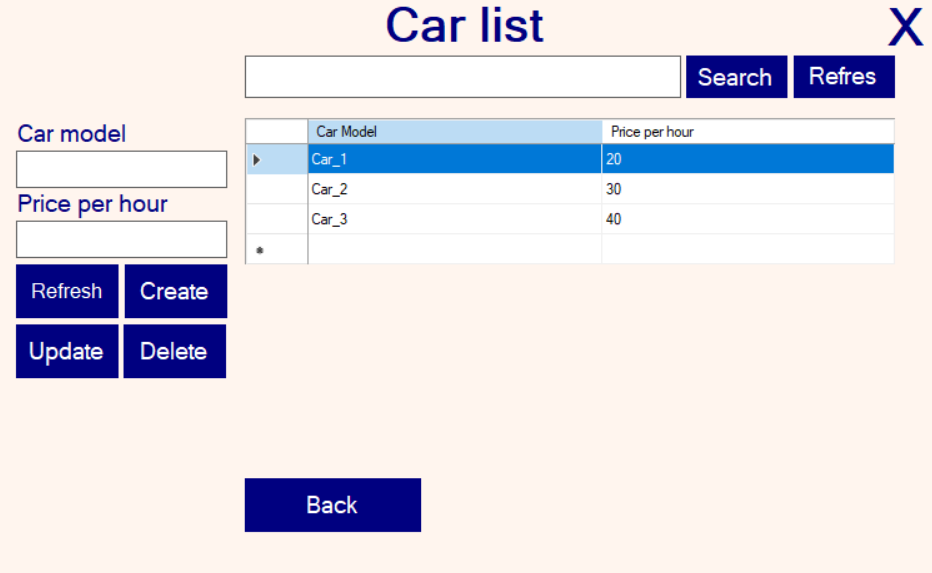 Car list
X
Search
Refres
Car model
Price per hour
Refresh
Create
Update
Delete
Car Model
Price per hour
Car_1
20
Car_2
30
Car_3
40
*
Back